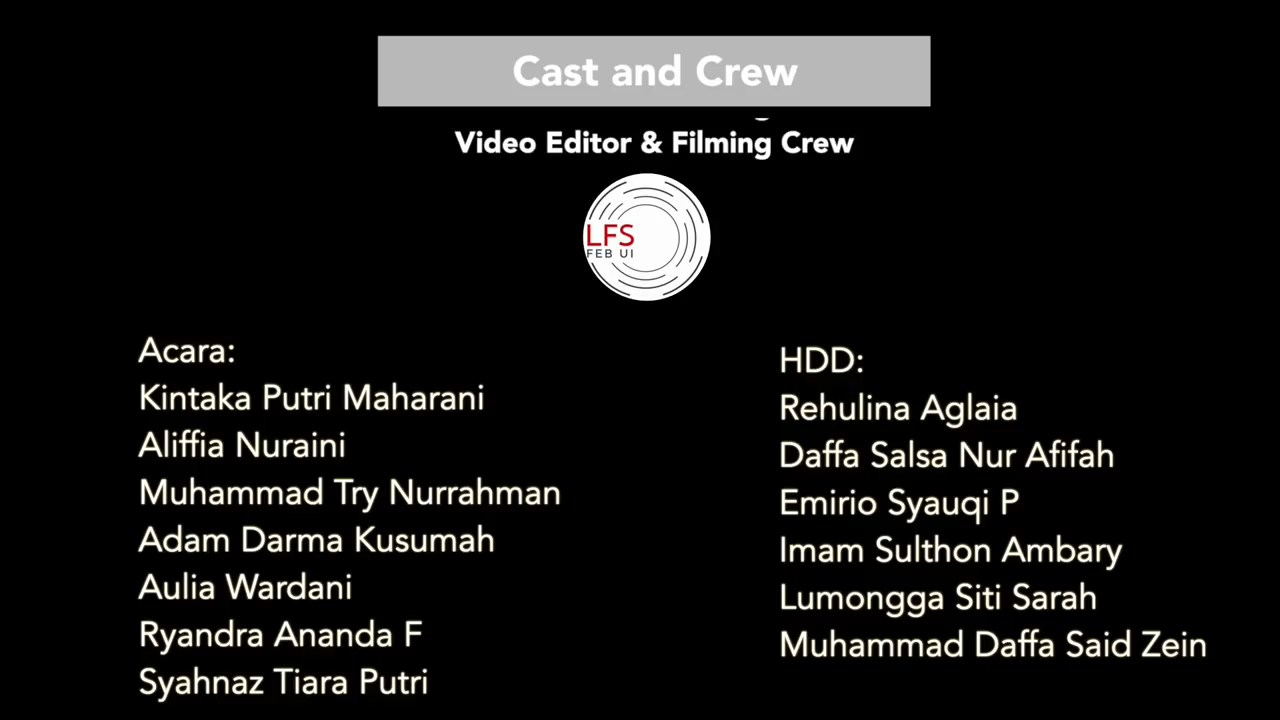 Cast and Crew
Video Editor & Filming Crew
LFS
FEB UI
Acara:
Kintaka Putri Maharani
Aliffia Nuraini
Muhammad Try Nurrahman
Adam Darma Kusumah
Aulia Wardani
Ryandra Ananda F
Syahnaz Tiara Putri
HDD:
Rehulina Aglaia
Daffa Salsa Nur Afifah
Emirio Syauqi P
Imam Sulthon Ambary
Lumongga Siti Sarah
Muhammad Daffa Said Zein